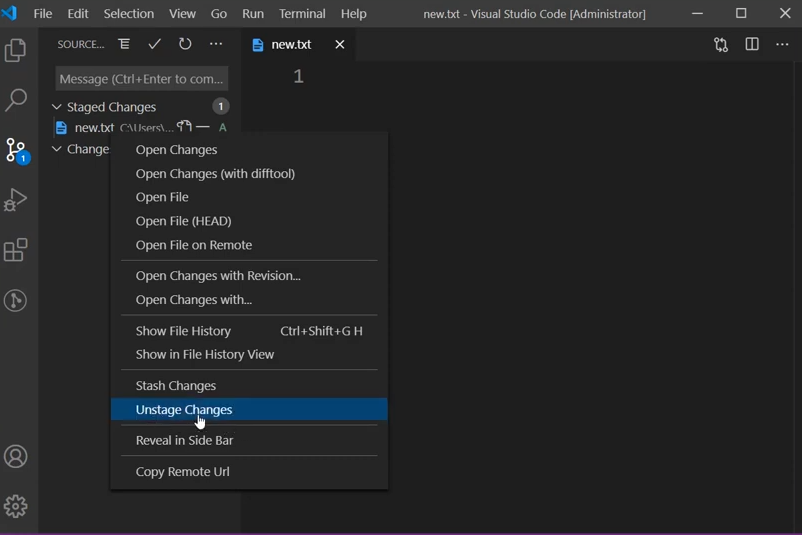 File Edit Selection View Go Run Terminal Help new.txt - Visual Studio Code [Administrator]
SOURCE... new.txt
Message (Ctrl+Enter to com... 1
Staged Changes 1
new.txt C:\Users\... A
Change
1
Open Changes
Open Changes (with difftool)
Open File
Open File (HEAD)
Open File on Remote
Open Changes with Revision...
Open Changes with...
Show File History Ctrl+Shift+G H
Show in File History View
Stash Changes
Unstage Changes
Reveal in Side Bar
Copy Remote Url